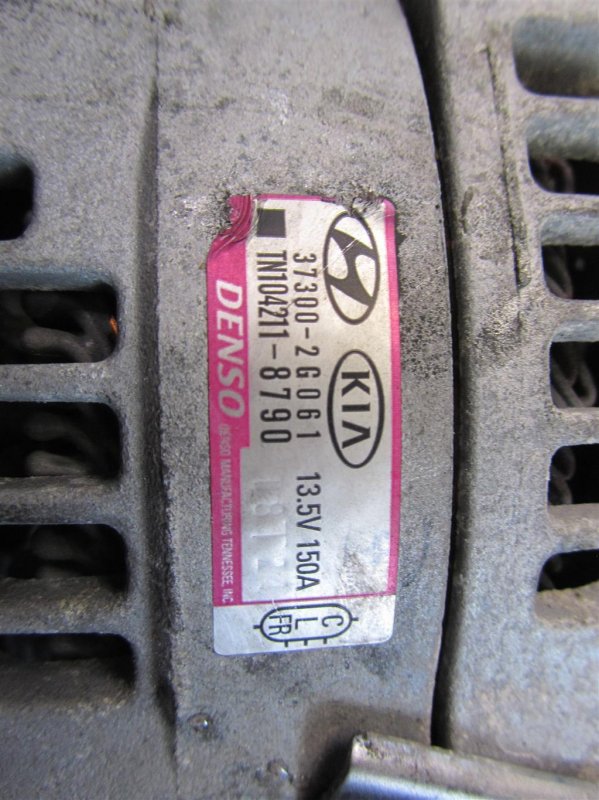 KIA
37300-2G061 13.5V 150A
TN104211-8790
DENSO DENSO MANUFACTURING TENNESSEE, INC.
C
L
FR